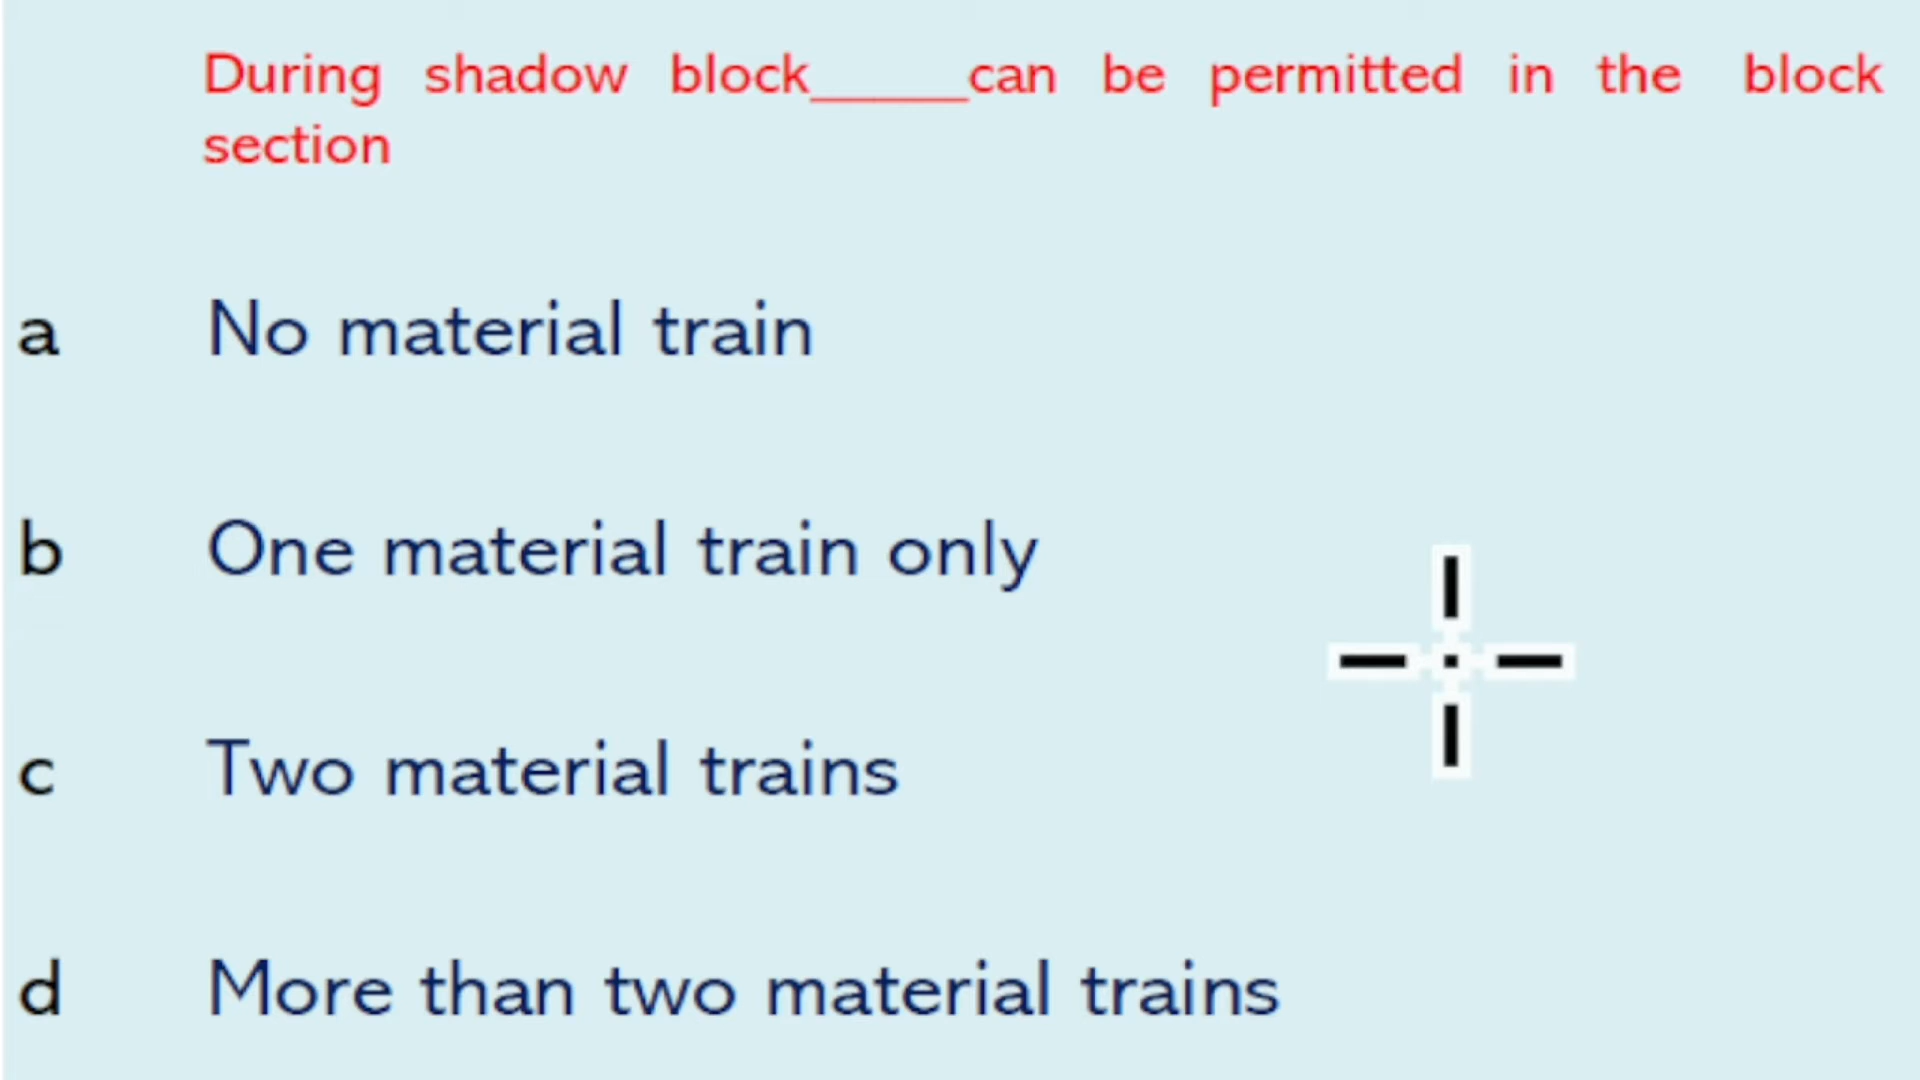 During shadow block_____can be permitted in the block
section
a No material train
b One material train only
c Two material trains
d More than two material trains